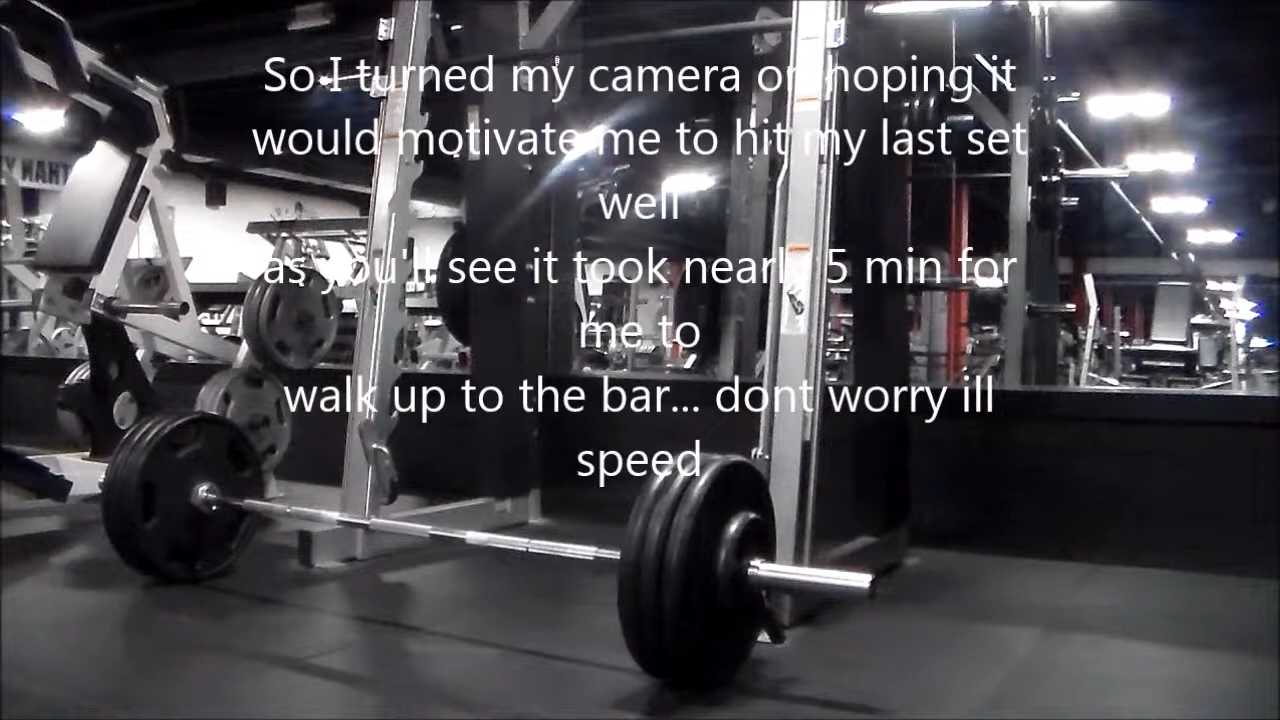 So I turned my camera on hoping it
would motivate me to hit my last set
well
as you'll see it took nearly 5 min for
me to
walk up to the bar... dont worry ill
speed